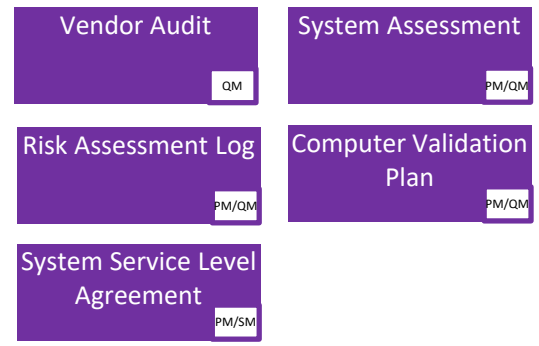 Vendor Audit
QM
System Assessment
PM/QM
Risk Assessment Log
PM/QM
Computer Validation
Plan
PM/QM
System Service Level
Agreement
PM/SM